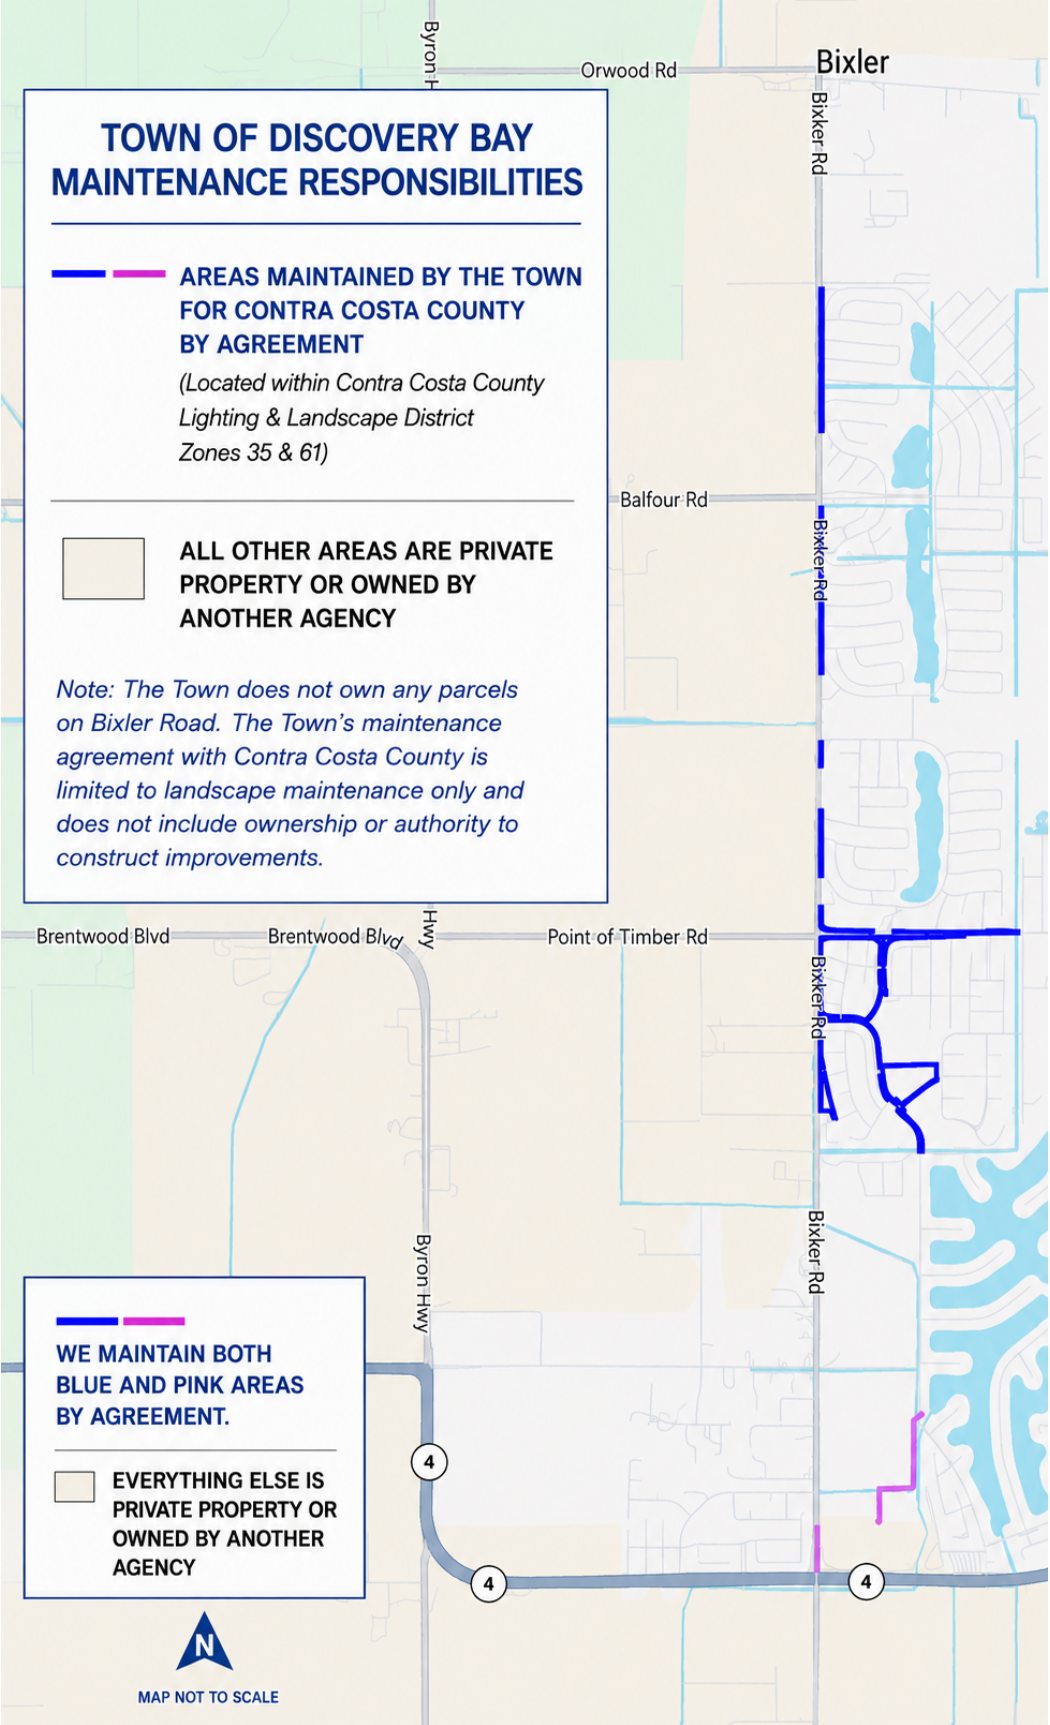 Byron H
Orwood Rd
Bixler
Bixker Rd
TOWN OF DISCOVERY BAY
MAINTENANCE RESPONSIBILITIES
AREAS MAINTAINED BY THE TOWN
FOR CONTRA COSTA COUNTY
BY AGREEMENT
(Located within Contra Costa County
Lighting & Landscape District
Zones 35 & 61)
Balfour Rd
Bixker Rd
ALL OTHER AREAS ARE PRIVATE
PROPERTY OR OWNED BY
ANOTHER AGENCY
Note: The Town does not own any parcels
on Bixler Road. The Town's maintenance
agreement with Contra Costa County is
limited to landscape maintenance only and
does not include ownership or authority to
construct improvements.
Hwy
Brentwood Blvd
Brentwood Blvd
Point of Timber Rd
Bixker Rd
Bixker Rd
Byron Hwy
WE MAINTAIN BOTH
BLUE AND PINK AREAS
BY AGREEMENT.
EVERYTHING ELSE IS
PRIVATE PROPERTY OR
OWNED BY ANOTHER
AGENCY
4
4
4
N
MAP NOT TO SCALE